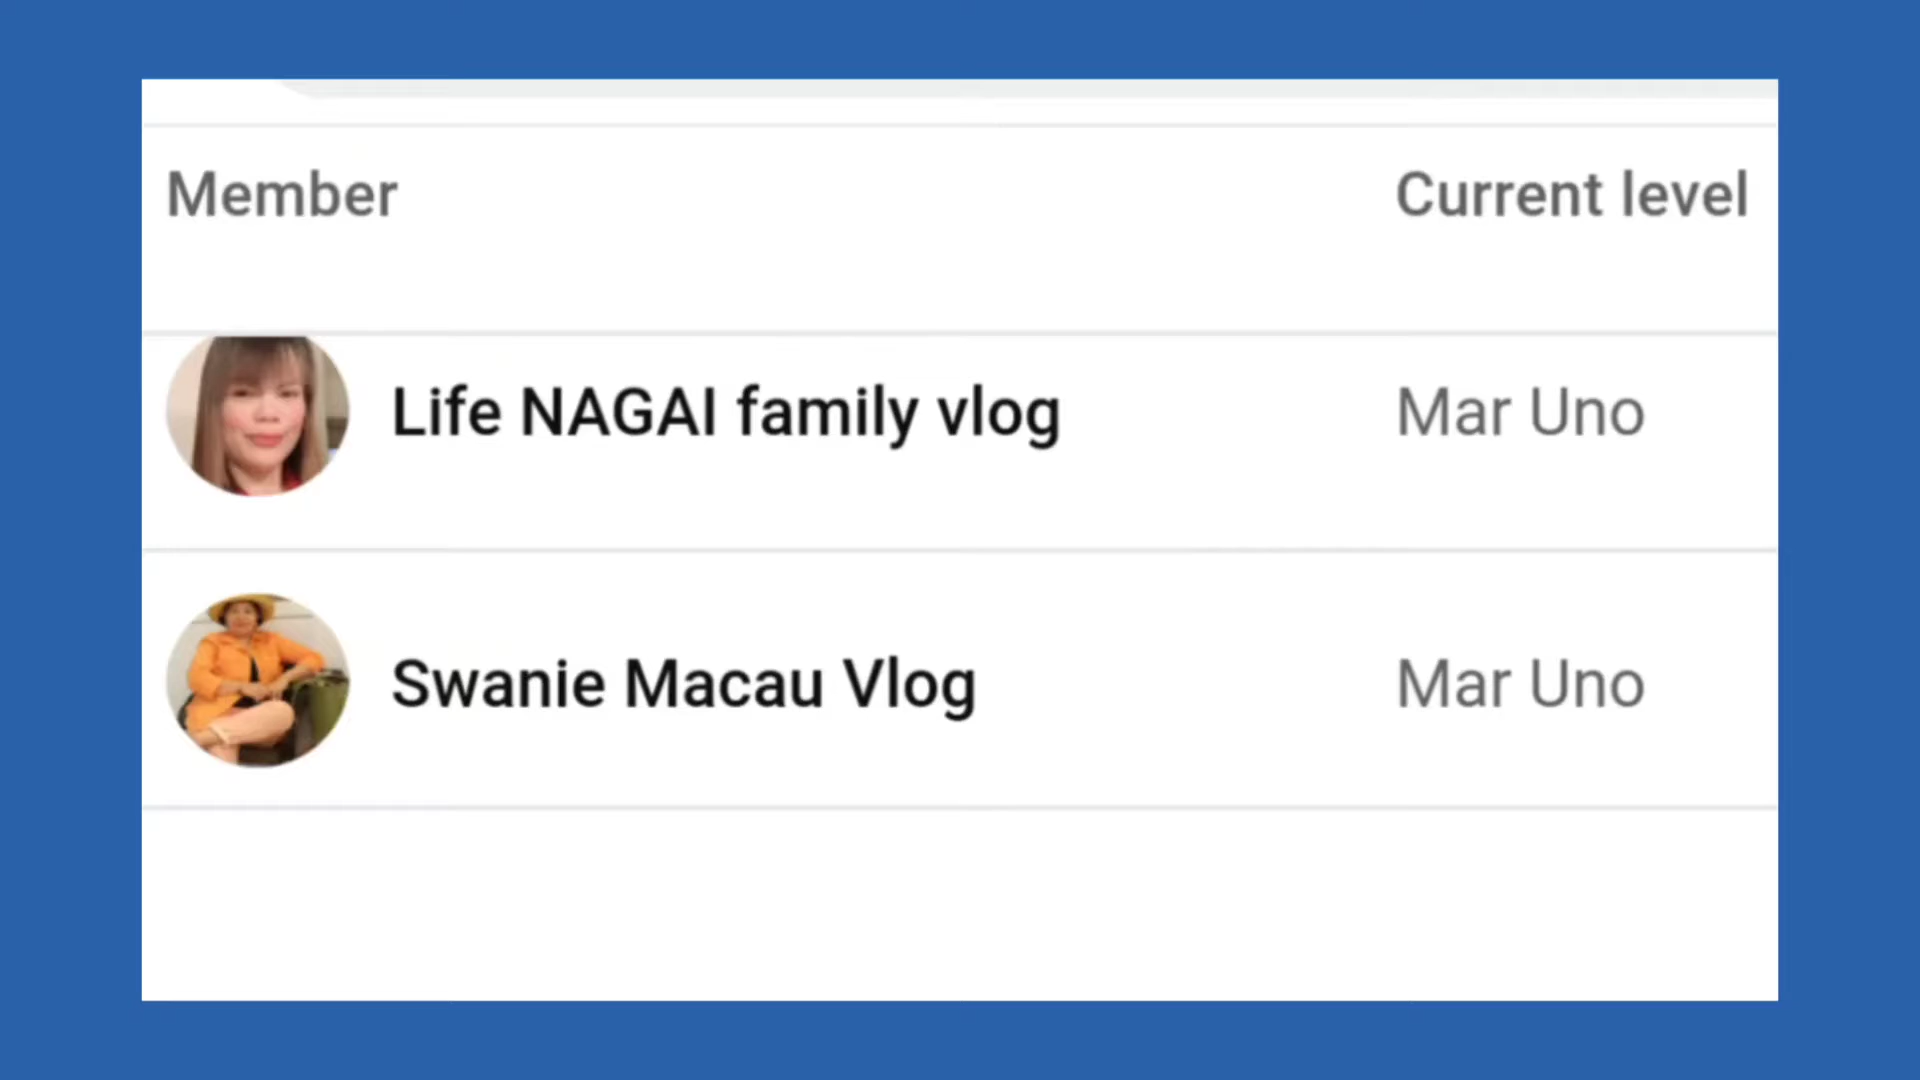 Member Current level
Life NAGAI family vlog Mar Uno
Swanie Macau Vlog Mar Uno